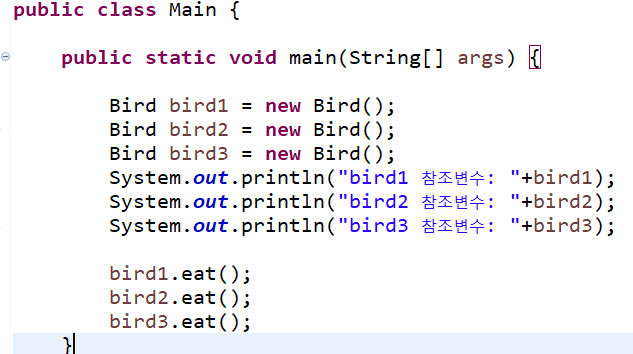 public class Main {
public static void main(String[] args) {
Bird bird1 = new Bird();
Bird bird2 = new Bird();
Bird bird3 = new Bird();
System.out.println("bird1 참조변수: "+bird1);
System.out.println("bird2 참조변수: "+bird2);
System.out.println("bird3 참조변수: "+bird3);
bird1.eat();
bird2.eat();
bird3.eat();
}